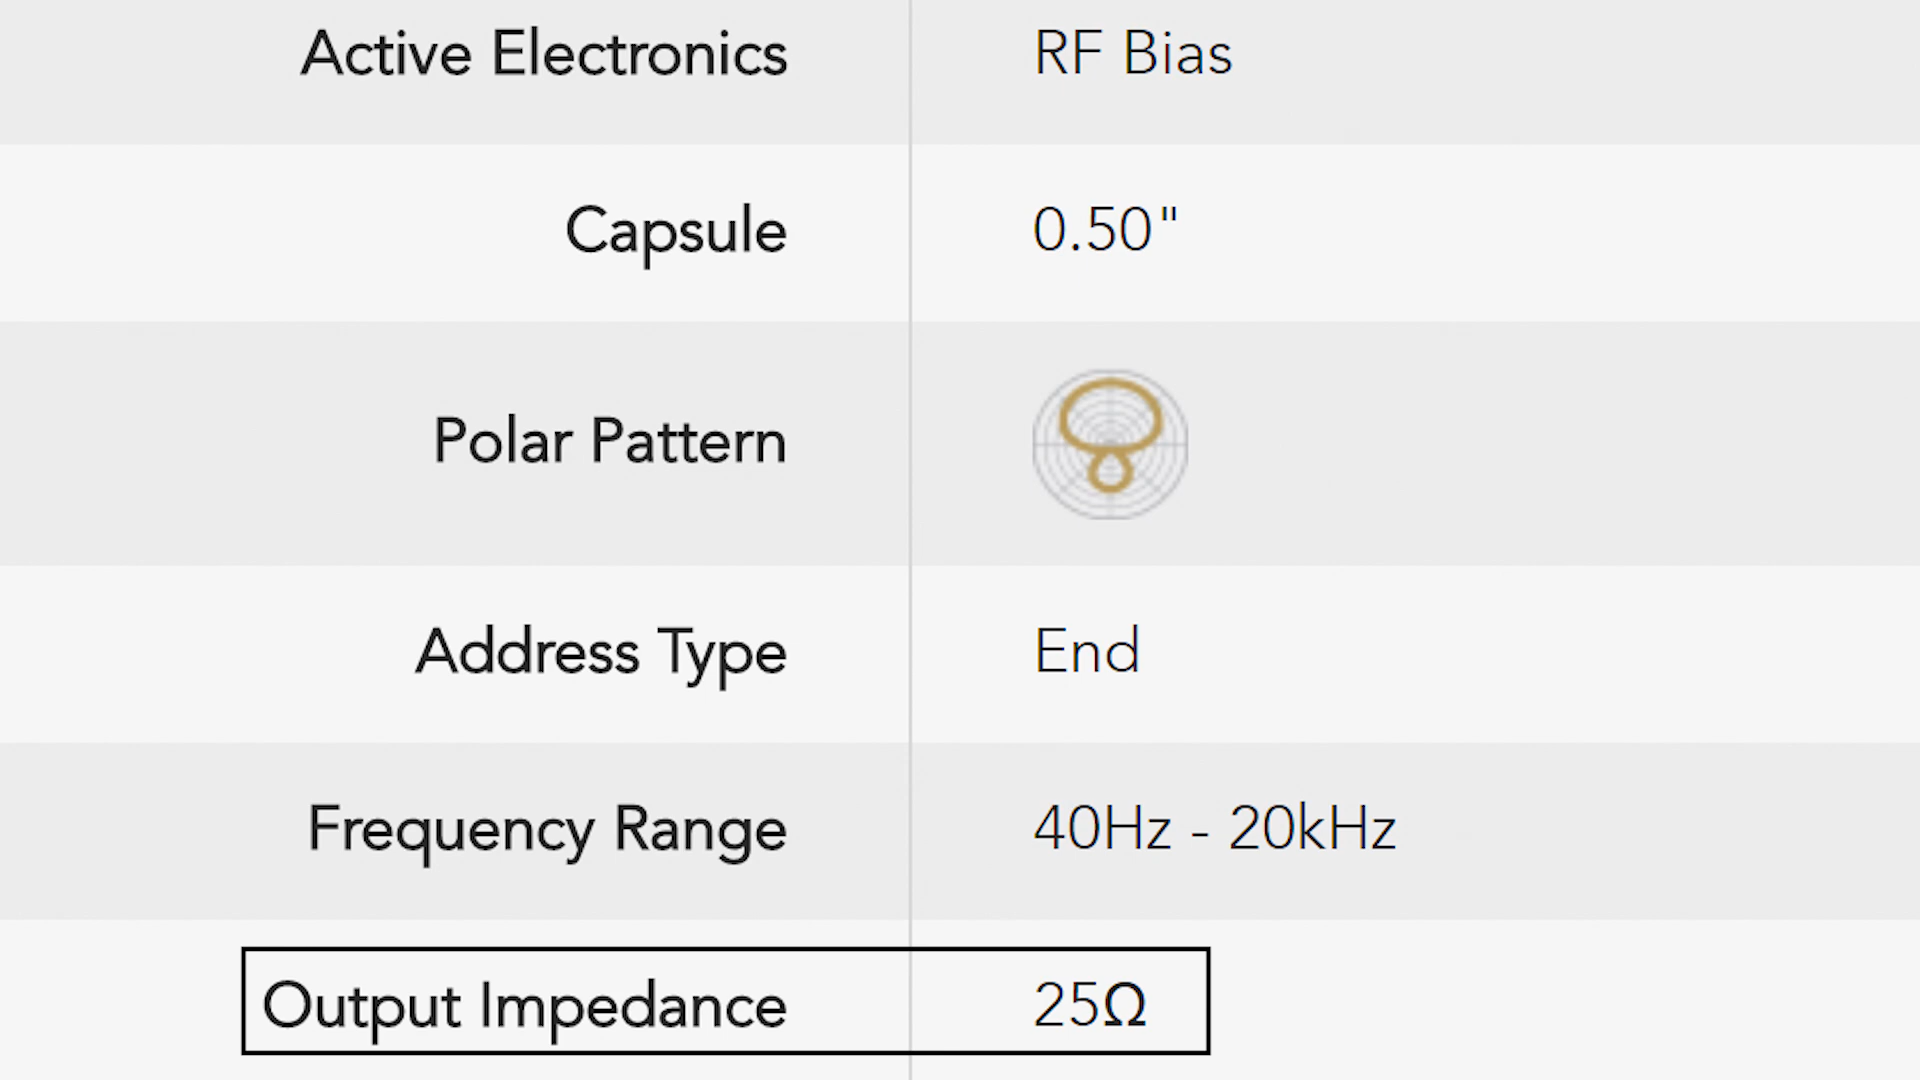 Active Electronics RF Bias
Capsule 0.50"
Polar Pattern
Address Type End
Frequency Range 40Hz - 20kHz
Output Impedance 25Ω